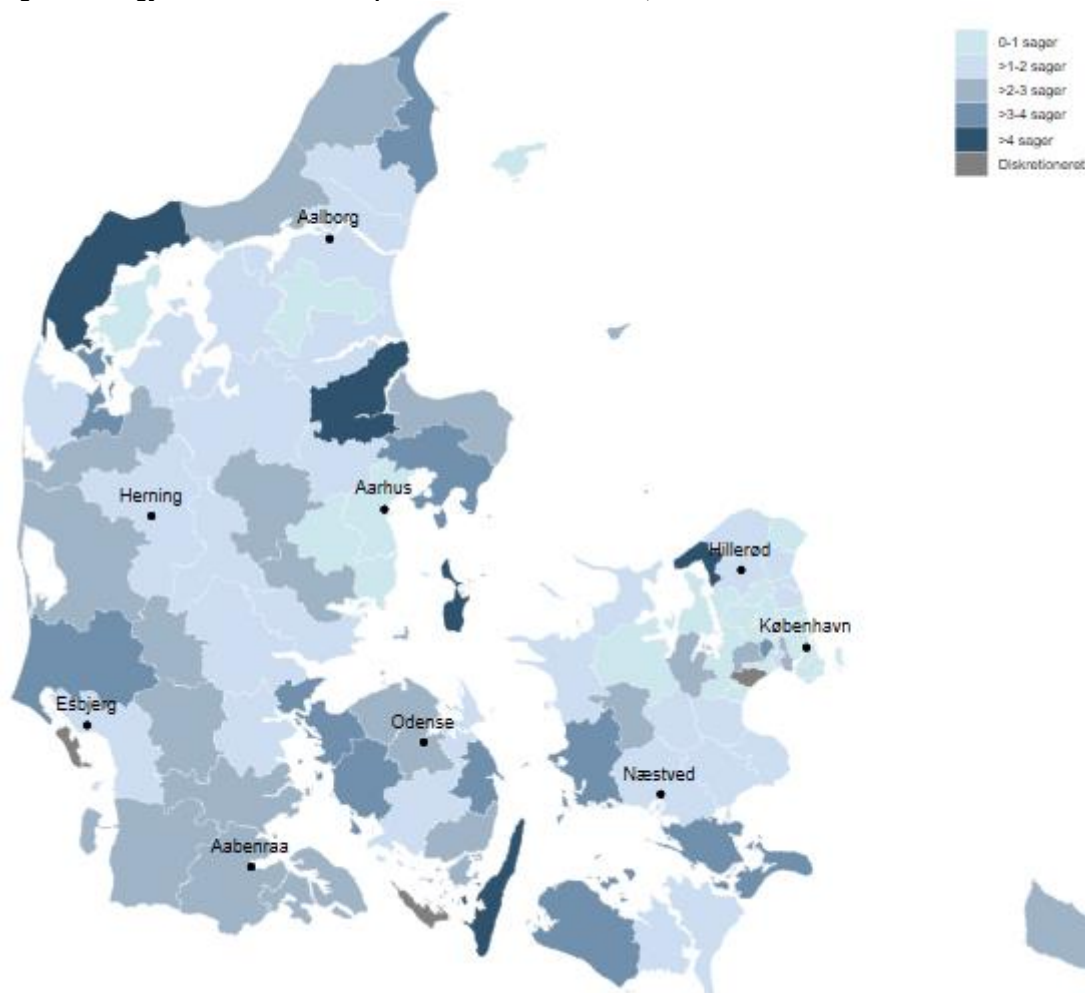 0-1 sager
>1-2 sager
>2-3 sager
>3-4 sager
>4 sager
Diskretioneret
Aalborg
Herning
Aarhus
Hillerød
København
Esbjerg
Odense
Næstved
Aabenraa